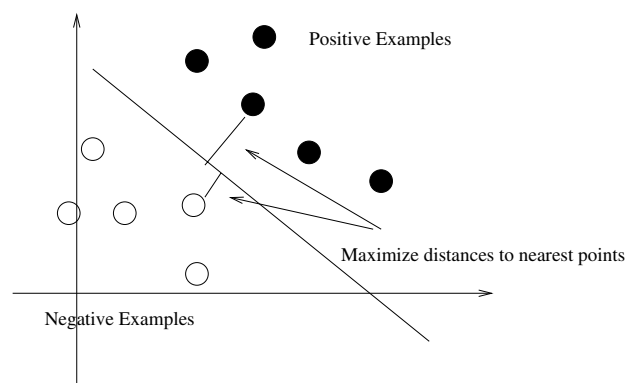 Positive Examples
Maximize distances to nearest points
Negative Examples